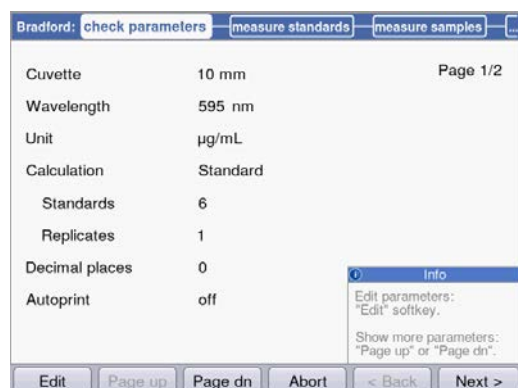 Bradford: check parameters measure standards measure samples ...
Page 1/2
Cuvette 10 mm
Wavelength 595 nm
Unit µg/mL
Calculation Standard
Standards 6
Replicates 1
Decimal places 0
Autoprint off
Info
Edit parameters:
"Edit" softkey.
Show more parameters:
"Page up" or "Page dn".
Edit Page up Page dn Abort < Back Next >